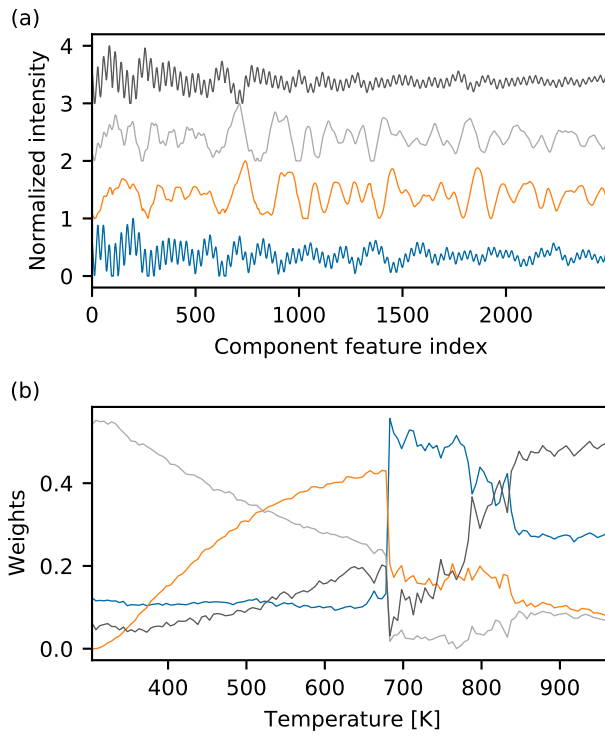 (a)
4
3
2
1
0
Normalized intensity
0 500 1000 1500 2000
Component feature index
(b)
0.4
0.2
0.0
Weights
400 500 600 700 800 900
Temperature [K]